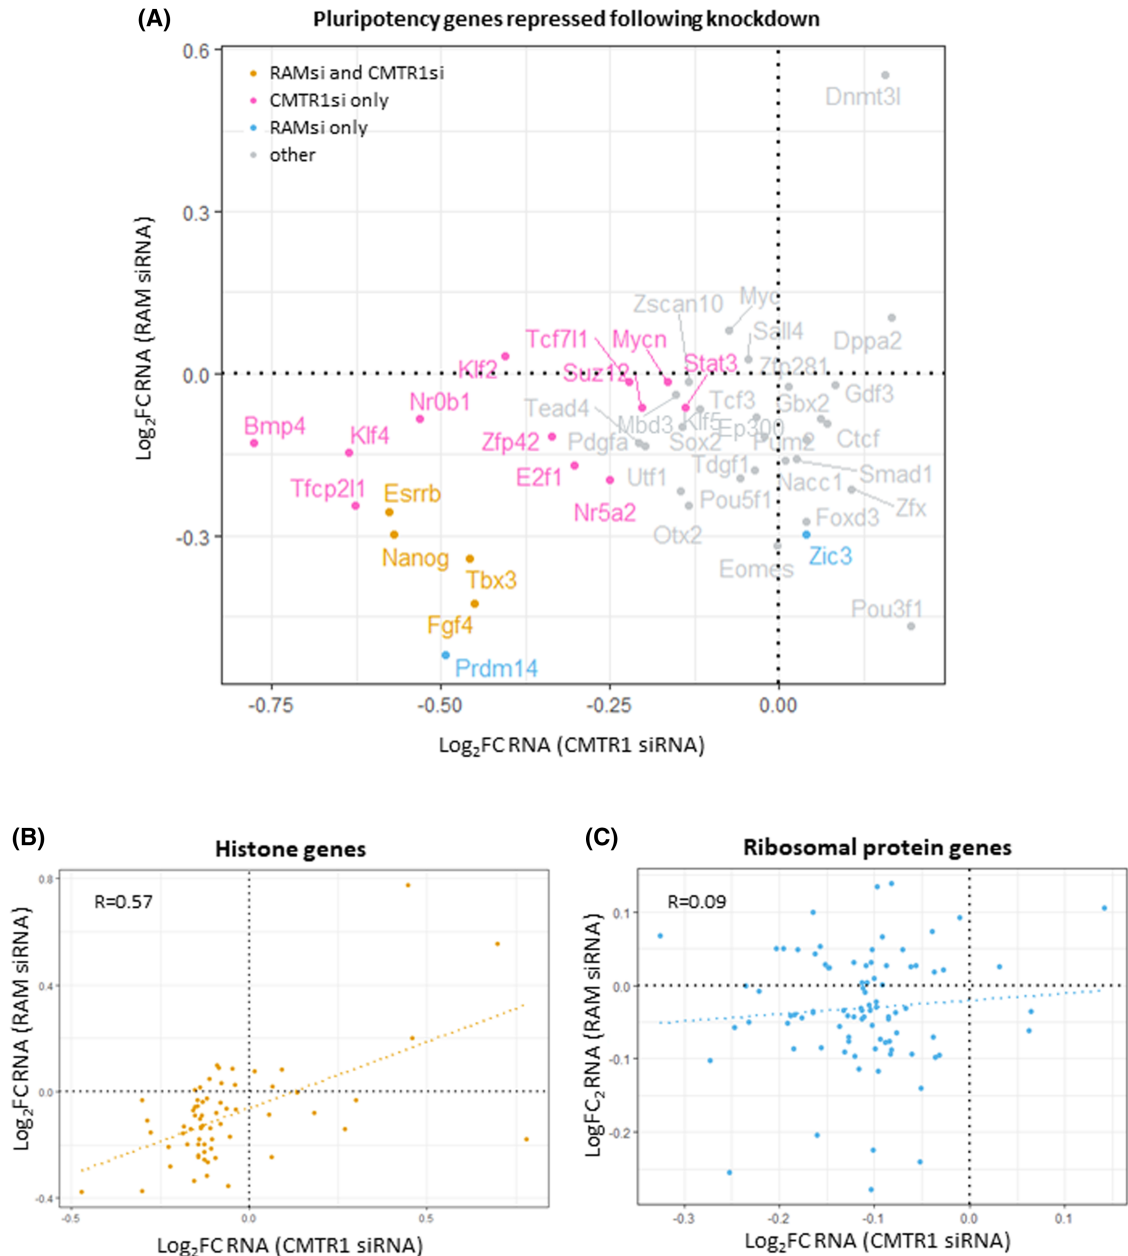 (A)
Pluripotency genes repressed following knockdown
0.6
RAMsi and CMTR1si
CMTR1si only
RAMsi only
other
Dnmt3l
0.3
Log2FCRNA (RAM siRNA)
Zscan10
Myc
Tcf7l1
Mycn
Sall4
Dppa2
Klf2
Suz12
Stat3
Zfp281
0.0
Nr0b1
Tead4
Mbd3
Klf5
Tcf3
Gbx2
Gdf3
Bmp4
Klf4
Zfp42
Pdgfa
Sox2
Ep300
Pum2
Ctcf
Tfcp2l1
E2f1
Utf1
Tdgf1
Nacc1
Smad1
Esrrb
Nr5a2
Pou5f1
Zfx
Otx2
Foxd3
-0.3
Nanog
Eomes
Zic3
Tbx3
Fgf4
Pou3f1
Prdm14
-0.75
-0.50
-0.25
0.00
Log2FC RNA (CMTR1 siRNA)
(B)
Histone genes
R=0.57
0.8
0.4
0.0
-0.4
Log2FC RNA (RAM siRNA)
-0.5
0.0
0.5
Log2FC RNA (CMTR1 siRNA)
(C)
Ribosomal protein genes
R=0.09
0.1
0.0
-0.1
-0.2
LogFC2 RNA (RAM siRNA)
-0.3
-0.2
-0.1
0.0
0.1
Log2FC RNA (CMTR1 siRNA)